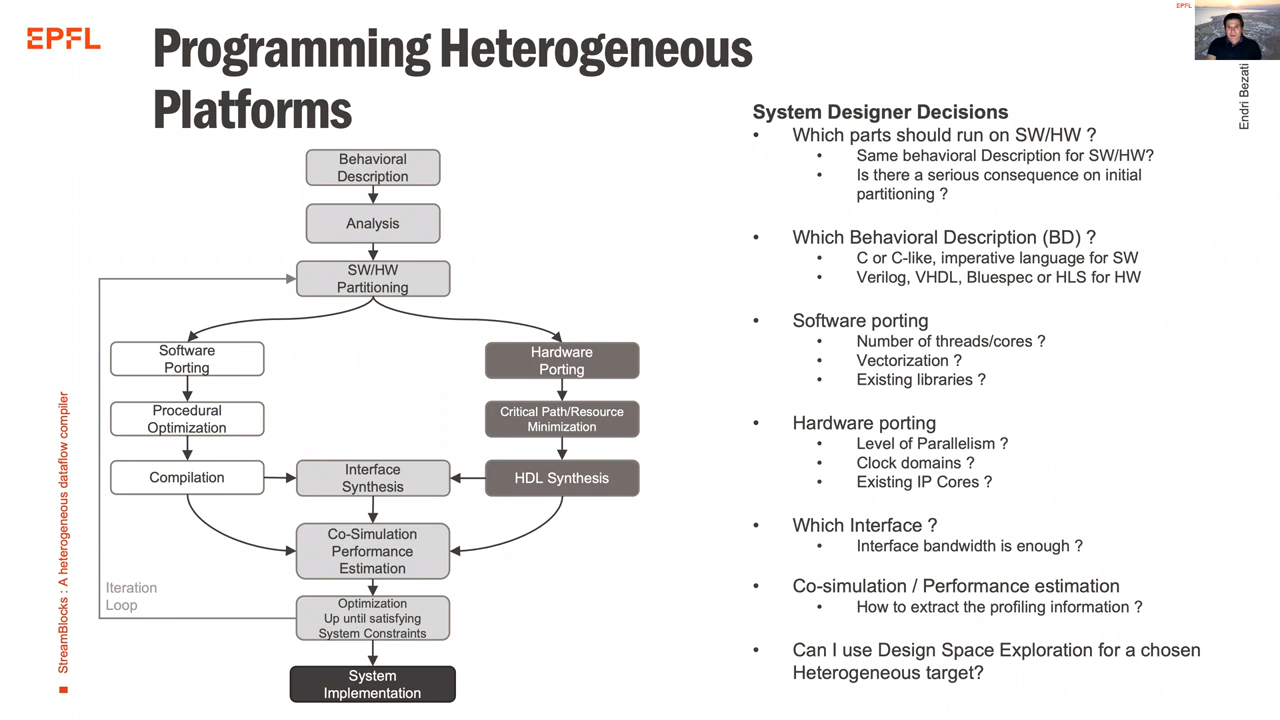 EPFL
Programming Heterogeneous
Platforms
EPFL
Endri Bezati
StreamBlocks : A heterogeneous dataflow compiler
Behavioral
Description
Analysis
SW/HW
Partitioning
Software
Porting
Hardware
Porting
Procedural
Optimization
Critical Path/Resource
Minimization
Compilation
Interface
Synthesis
HDL Synthesis
Co-Simulation
Performance
Estimation
Iteration
Loop
Optimization
Up until satisfying
System Constraints
System
Implementation
System Designer Decisions
• Which parts should run on SW/HW ?
• Same behavioral Description for SW/HW?
• Is there a serious consequence on initial
partitioning ?
• Which Behavioral Description (BD) ?
• C or C-like, imperative language for SW
• Verilog, VHDL, Bluespec or HLS for HW
• Software porting
• Number of threads/cores ?
• Vectorization ?
• Existing libraries ?
• Hardware porting
• Level of Parallelism ?
• Clock domains ?
• Existing IP Cores ?
• Which Interface ?
• Interface bandwidth is enough ?
• Co-simulation / Performance estimation
• How to extract the profiling information ?
• Can I use Design Space Exploration for a chosen
Heterogeneous target?